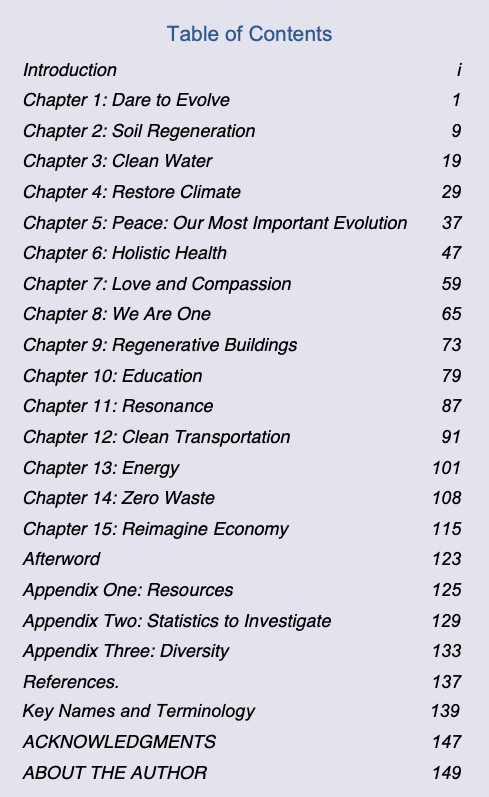 Table of Contents
Introduction i
Chapter 1: Dare to Evolve 1
Chapter 2: Soil Regeneration 9
Chapter 3: Clean Water 19
Chapter 4: Restore Climate 29
Chapter 5: Peace: Our Most Important Evolution 37
Chapter 6: Holistic Health 47
Chapter 7: Love and Compassion 59
Chapter 8: We Are One 65
Chapter 9: Regenerative Buildings 73
Chapter 10: Education 79
Chapter 11: Resonance 87
Chapter 12: Clean Transportation 91
Chapter 13: Energy 101
Chapter 14: Zero Waste 108
Chapter 15: Reimagine Economy 115
Afterword 123
Appendix One: Resources 125
Appendix Two: Statistics to Investigate 129
Appendix Three: Diversity 133
References. 137
Key Names and Terminology 139
ACKNOWLEDGMENTS 147
ABOUT THE AUTHOR 149